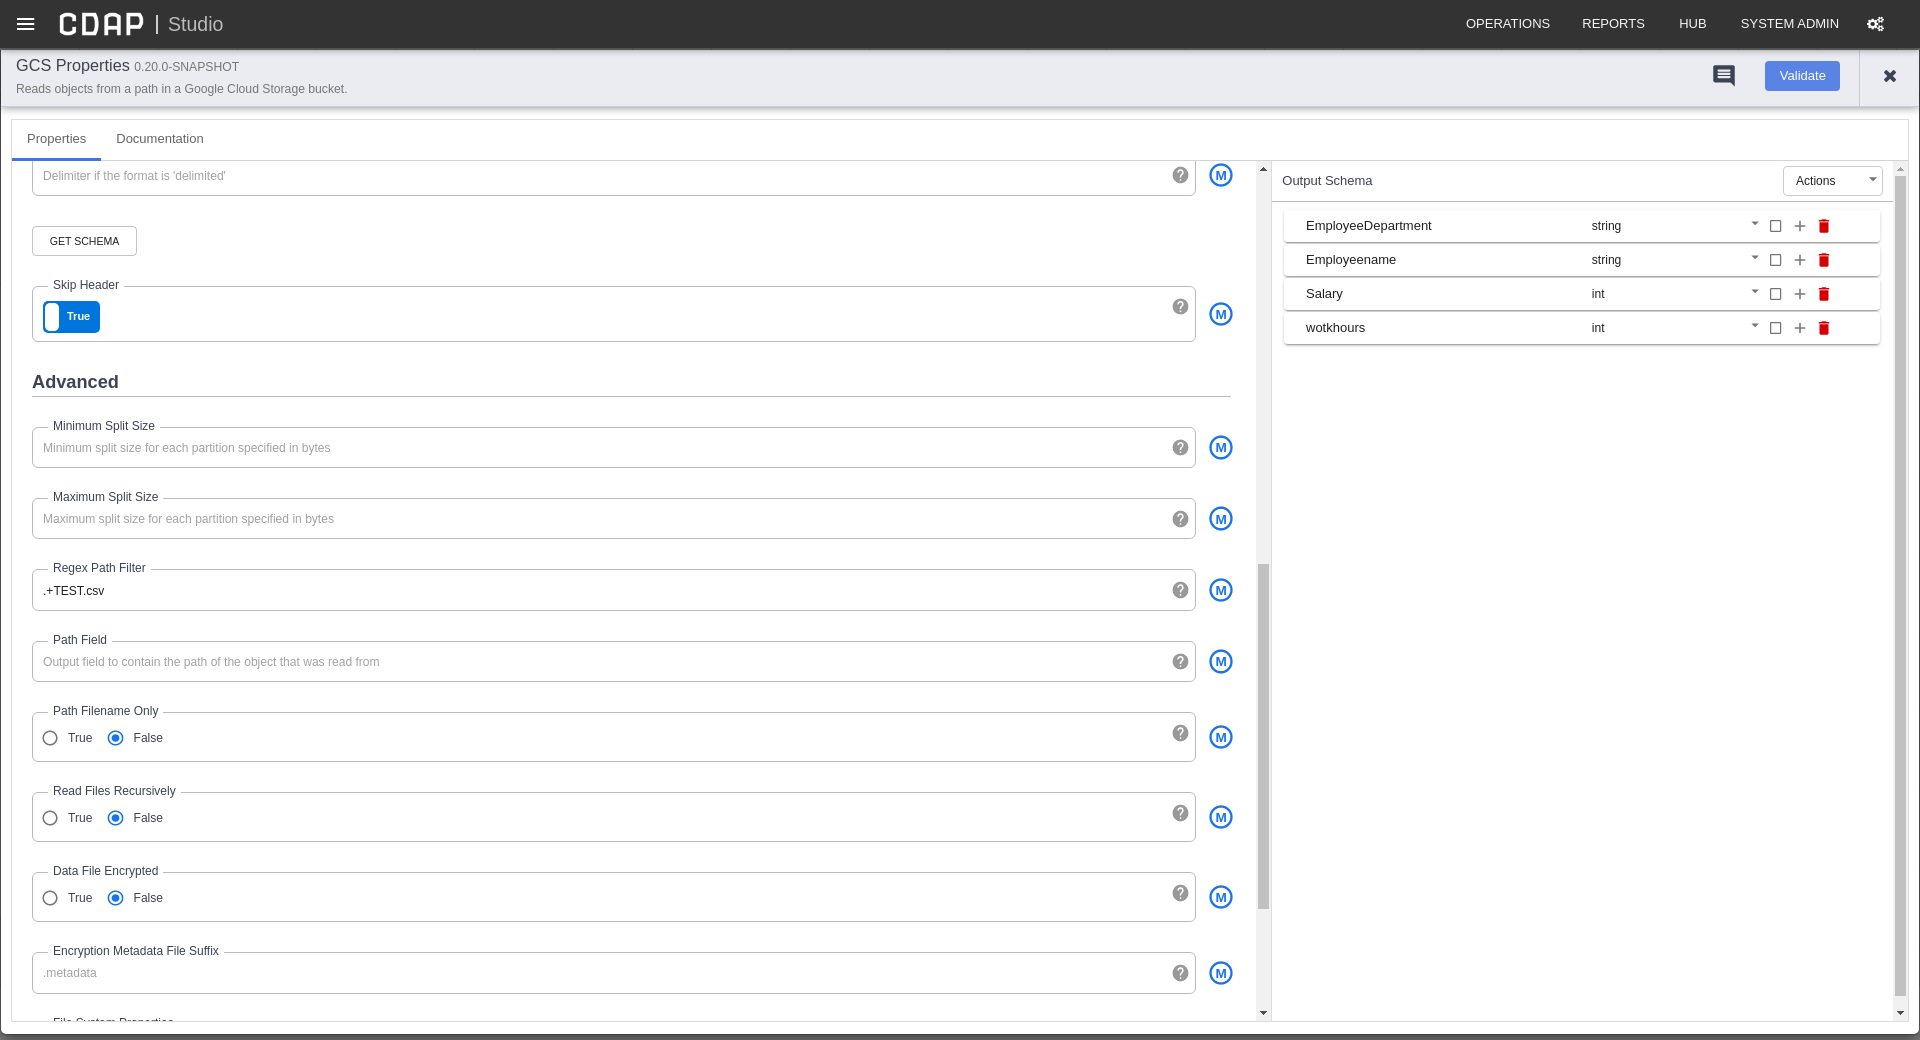 CDAP | Studio
OPERATIONS REPORTS HUB SYSTEM ADMIN
GCS Properties 0.20.0-SNAPSHOT
Reads objects from a path in a Google Cloud Storage bucket.
Validate
Properties Documentation
Delimiter if the format is 'delimited'
M
GET SCHEMA
Skip Header
True
M
Advanced
Minimum Split Size
Minimum split size for each partition specified in bytes
M
Maximum Split Size
Maximum split size for each partition specified in bytes
M
Regex Path Filter
.+TEST.csv
M
Path Field
Output field to contain the path of the object that was read from
M
Path Filename Only
True False
M
Read Files Recursively
True False
M
Data File Encrypted
True False
M
Encryption Metadata File Suffix
.metadata
M
File System Properties
Output Schema
Actions
EmployeeDepartment string
Employeename string
Salary int
wotkhours int